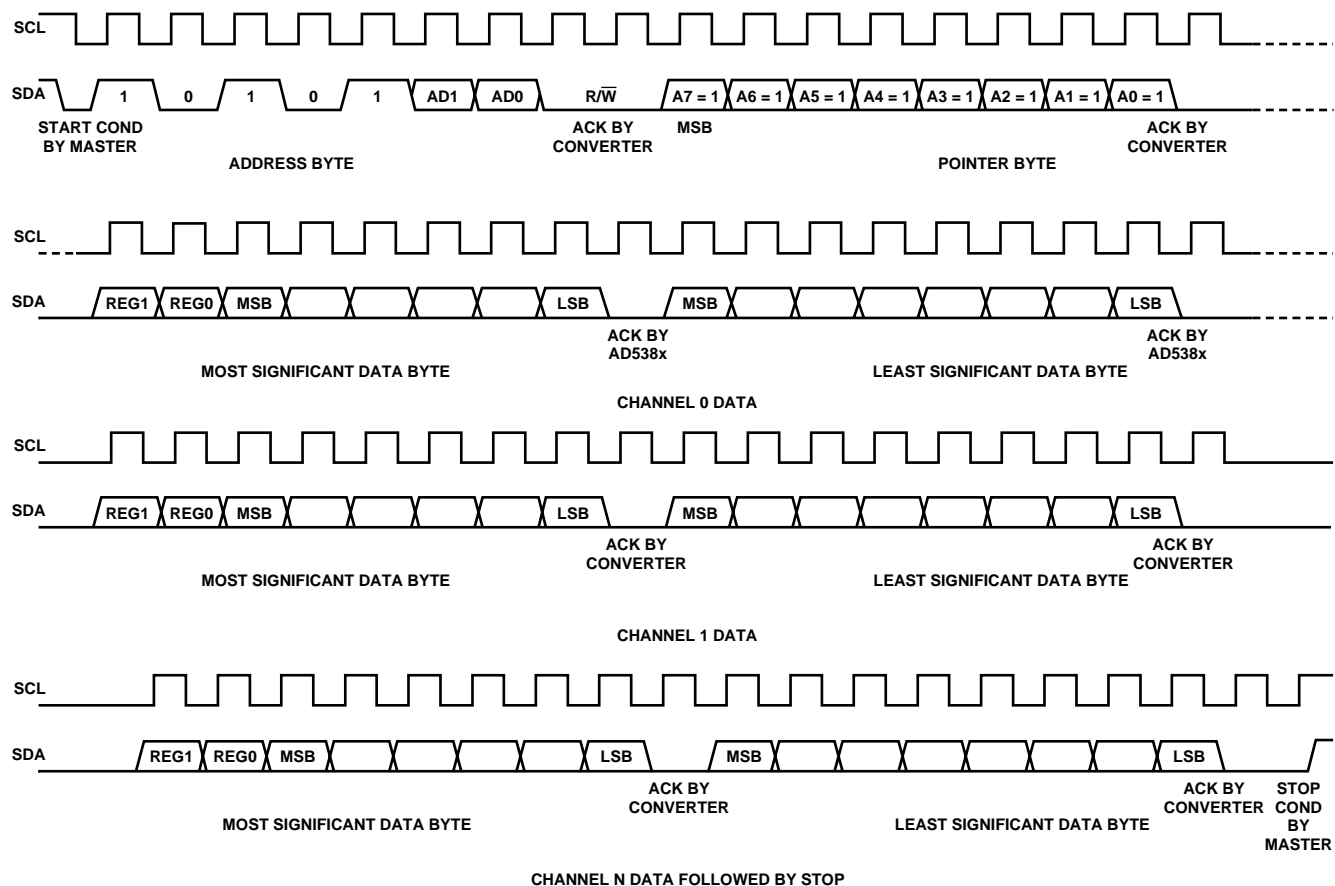 SCL
SDA 1 0 1 0 1 AD1 AD0 R/W̅ A7 = 1 A6 = 1 A5 = 1 A4 = 1 A3 = 1 A2 = 1 A1 = 1 A0 = 1
START COND
BY MASTER
ACK BY
CONVERTER
MSB
ACK BY
CONVERTER
ADDRESS BYTE
POINTER BYTE
SCL
SDA REG1 REG0 MSB LSB MSB LSB
ACK BY
AD538x
ACK BY
AD538x
MOST SIGNIFICANT DATA BYTE
LEAST SIGNIFICANT DATA BYTE
CHANNEL 0 DATA
SCL
SDA REG1 REG0 MSB LSB MSB LSB
ACK BY
CONVERTER
ACK BY
CONVERTER
MOST SIGNIFICANT DATA BYTE
LEAST SIGNIFICANT DATA BYTE
CHANNEL 1 DATA
SCL
SDA REG1 REG0 MSB LSB MSB LSB
ACK BY
CONVERTER
ACK BY
CONVERTER
STOP
COND
BY
MASTER
MOST SIGNIFICANT DATA BYTE
LEAST SIGNIFICANT DATA BYTE
CHANNEL N DATA FOLLOWED BY STOP